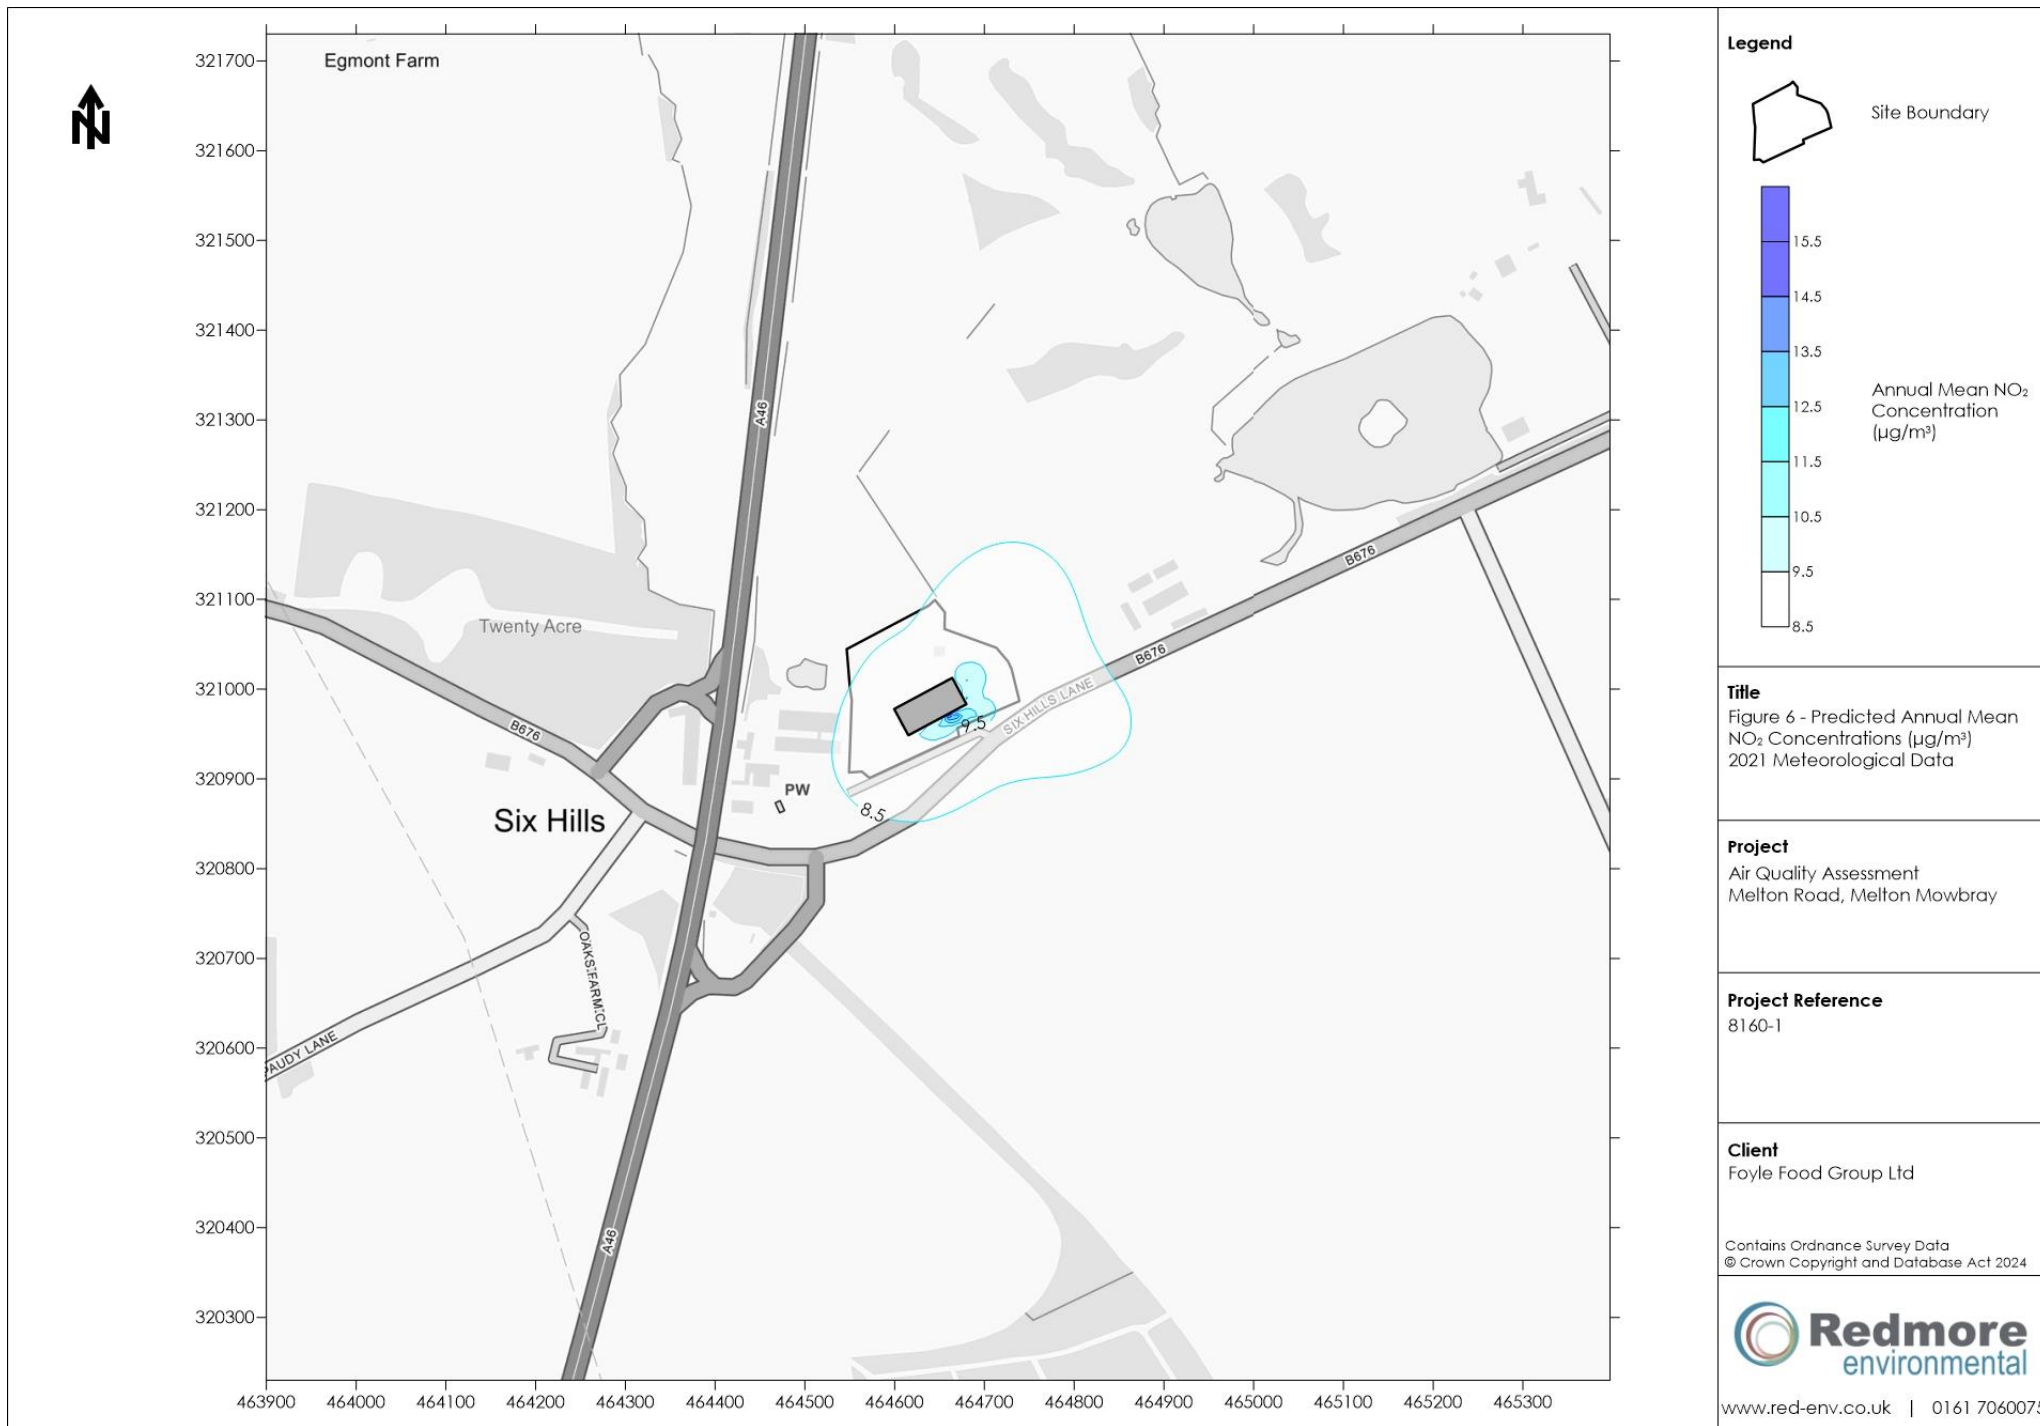 Egmont Farm
N
321700
321600
321500
321400
321300
321200
321100
321000
320900
320800
320700
320600
320500
320400
320300
463900 464000 464100 464200 464300 464400 464500 464600 464700 464800 464900 465000 465100 465200 465300
A46
Twenty Acre
B676
B676
B676
SIX HILLS LANE
9.5
8.5
PW
Six Hills
OAKS FARM CL
PAUDY LANE
A46
Legend
Site Boundary
15.5
14.5
13.5
12.5
11.5
10.5
9.5
8.5
Annual Mean NO₂
Concentration
(µg/m³)
Title
Figure 6 - Predicted Annual Mean
NO₂ Concentrations (µg/m³)
2021 Meteorological Data
Project
Air Quality Assessment
Melton Road, Melton Mowbray
Project Reference
8160-1
Client
Foyle Food Group Ltd
Contains Ordnance Survey Data
© Crown Copyright and Database Act 2024
Redmore
environmental
www.red-env.co.uk | 0161 7060075